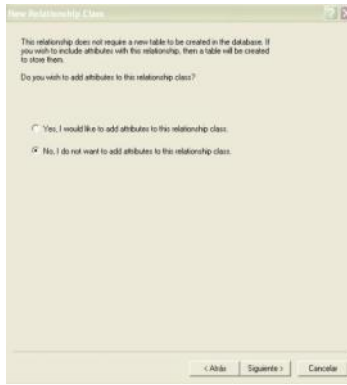 New Relationship Class
This relationship does not require a new table to be created in the database. If
you wish to include attributes with this relationship, then a table will be created
to store them.
Do you wish to add attributes to this relationship class?
Yes, I would like to add attributes to this relationship class.
No, I do not want to add attributes to this relationship class.
< Atrás
Siguiente >
Cancelar